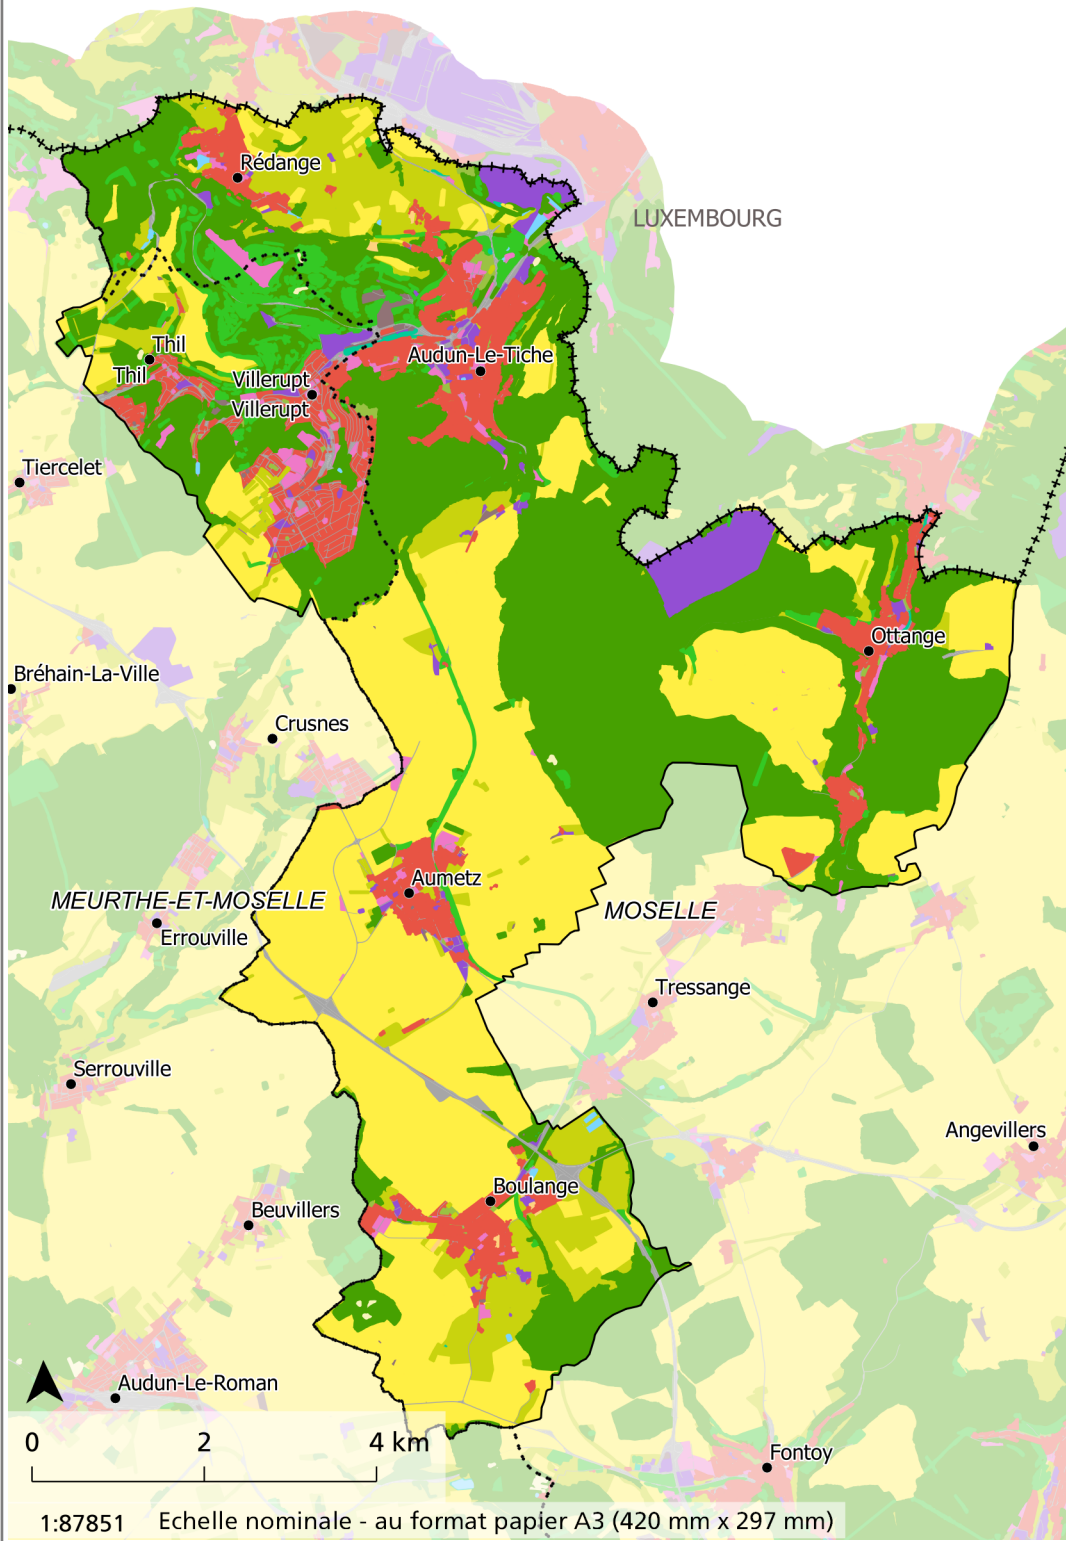 Rédange
LUXEMBOURG
Thil
Thil
Audun-Le-Tiche
Villerupt
Villerupt
Tiercelet
Ottange
Bréhain-La-Ville
Crusnes
Aumetz
MEURTHE-ET-MOSELLE
MOSELLE
Errouville
Tressange
Serrouville
Angevillers
Boulange
Beuvillers
Audun-Le-Roman
0 2 4 km
Fontoy
1:87851 Echelle nominale - au format papier A3 (420 mm x 297 mm)